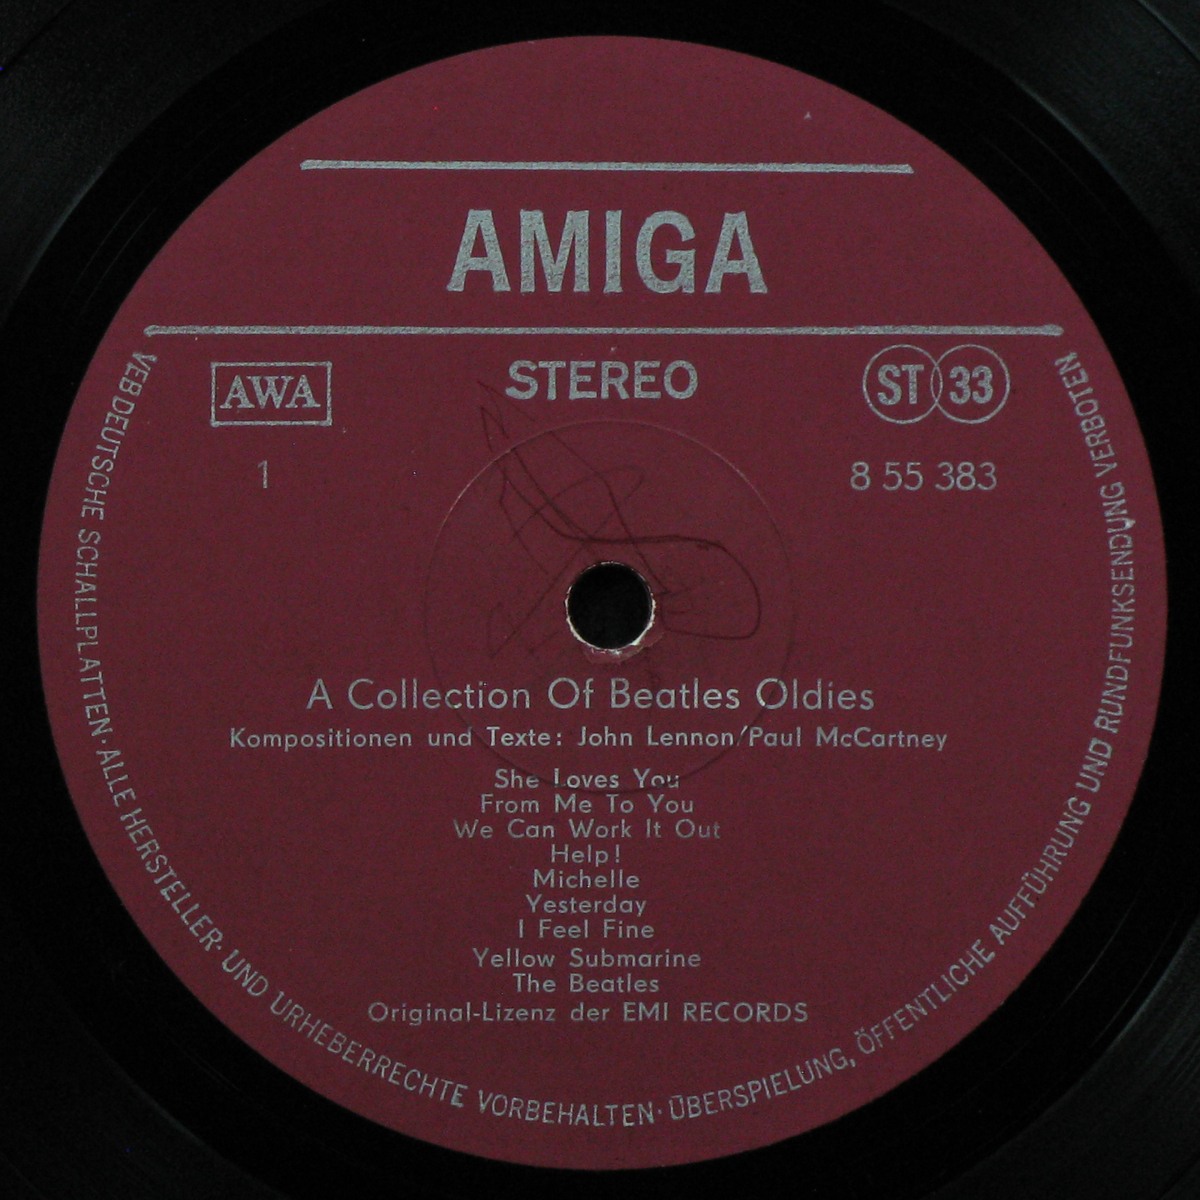 AMIGA
AWA
STEREO
ST 33
1
8 55 383
A Collection Of Beatles Oldies
Kompositionen und Texte: John Lennon/Paul McCartney
She Loves You
From Me To You
We Can Work It Out
Help!
Michelle
Yesterday
I Feel Fine
Yellow Submarine
The Beatles
Original-Lizenz der EMI RECORDS
VEB DEUTSCHE SCHALLPLATTEN · ALLE HERSTELLER- UND URHEBERRECHTE VORBEHALTEN · ÜBERSPIELUNG, ÖFFENTLICHE AUFFÜHRUNG UND RUNDFUNKSENDUNG VERBOTEN